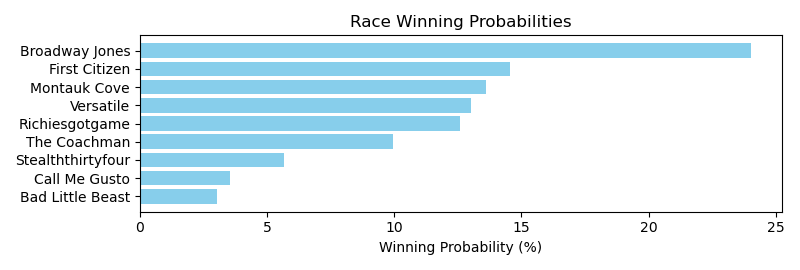 Race Winning Probabilities
Broadway Jones
First Citizen
Montauk Cove
Versatile
Richiesgotgame
The Coachman
Stealththirtyfour
Call Me Gusto
Bad Little Beast
0 5 10 15 20 25
Winning Probability (%)